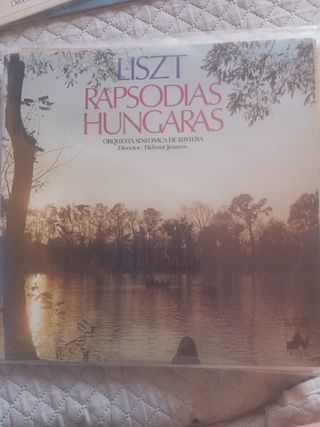 LISZT
RAPSODIAS
HUNGARAS
ORQUESTA SINFONICA DE BAVIERA
Director: Helmut Jenssen